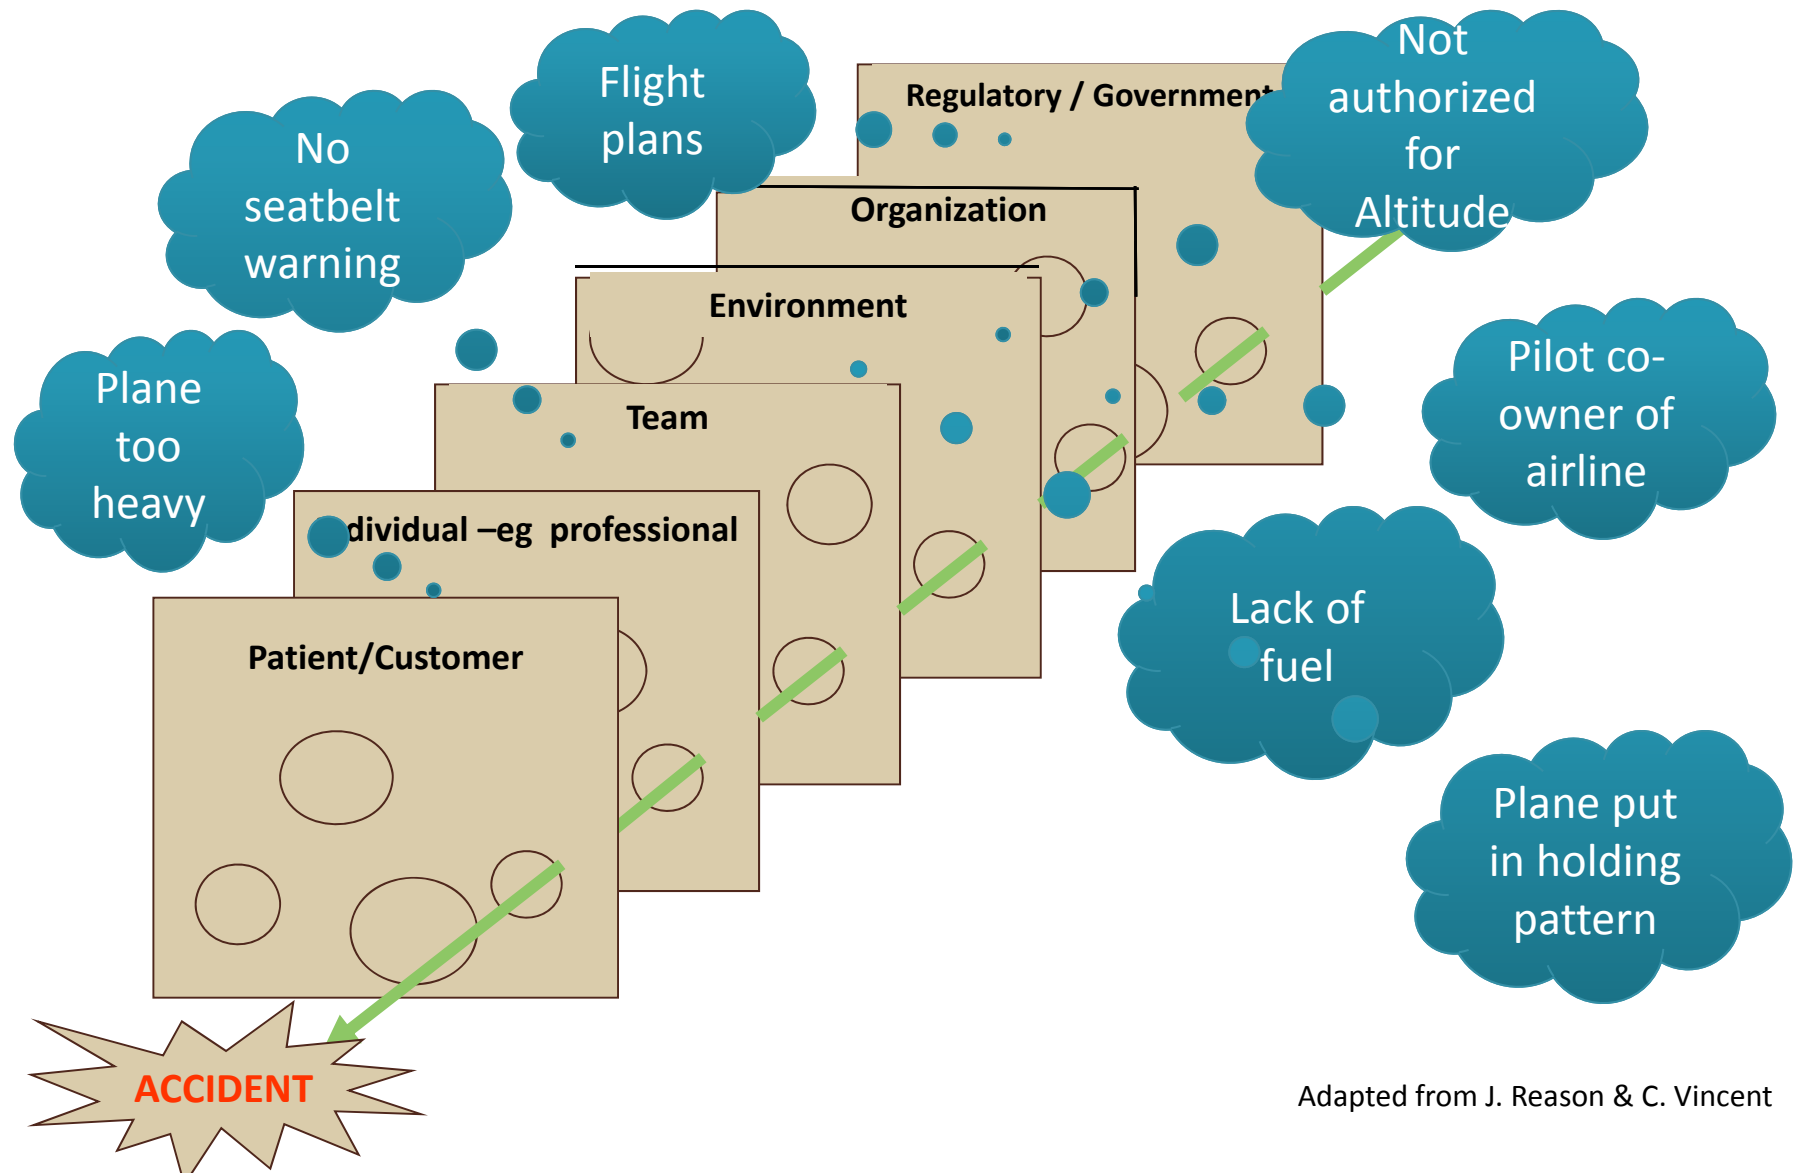 Flight
plans
Not
authorized
for
Altitude
Regulatory / Government
No
seatbelt
warning
Organization
Environment
Plane
too
heavy
Pilot co-
owner of
airline
Team
dividual –eg  professional
Lack of
fuel
Patient/Customer
Plane put
in holding
pattern
ACCIDENT
Adapted from J. Reason & C. Vincent